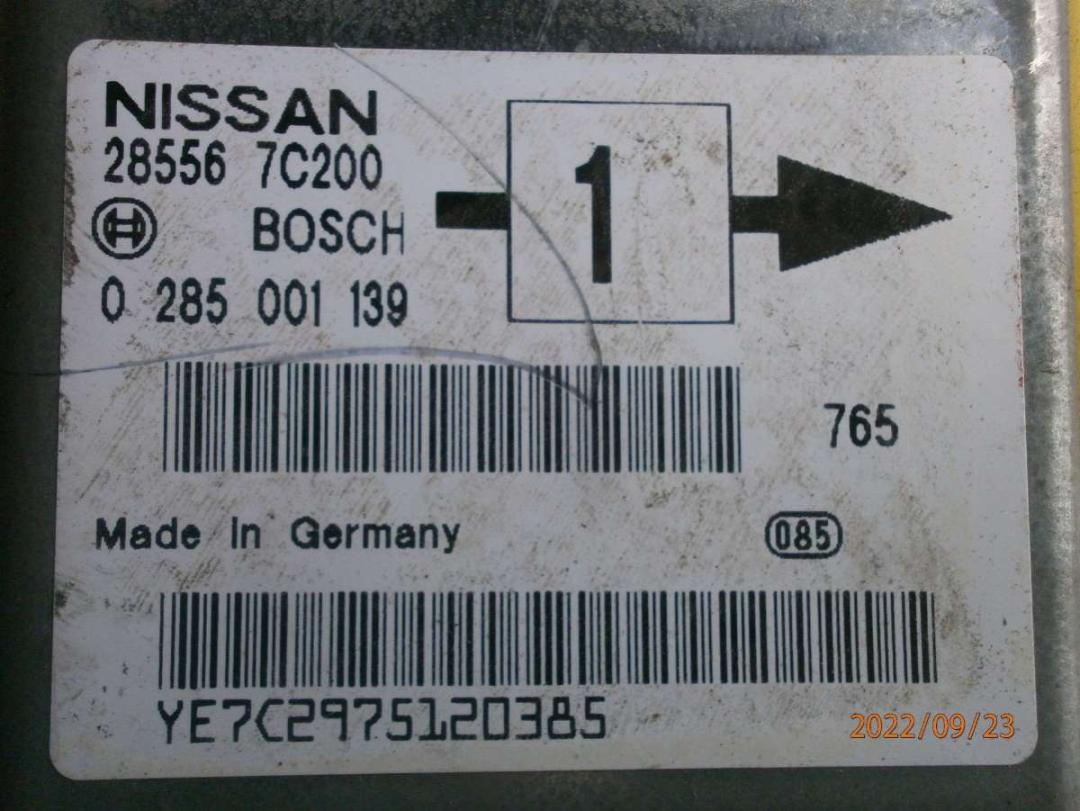 NISSAN
28556 7C200
BOSCH
0 285 001 139
1
765
Made In Germany
085
YE7C2975120385
2022/09/23